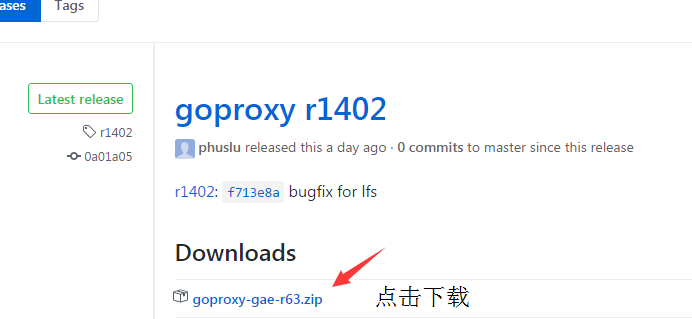 ases Tags
Latest release
r1402
0a01a05
goproxy r1402
phuslu released this a day ago · 0 commits to master since this release
r1402: f713e8a bugfix for lfs
Downloads
goproxy-gae-r63.zip 点击下载